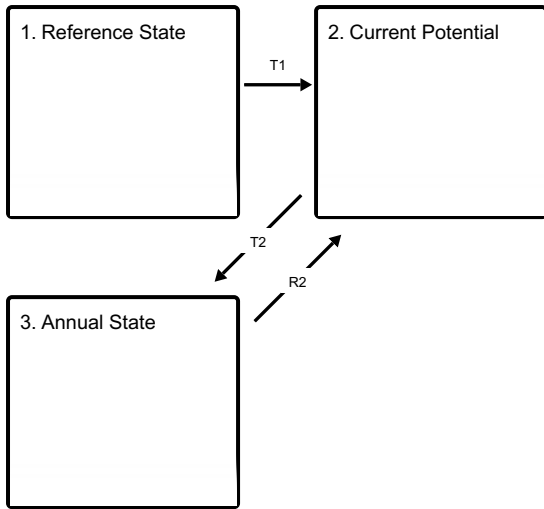 1. Reference State
T1
2. Current Potential
T2
R2
3. Annual State